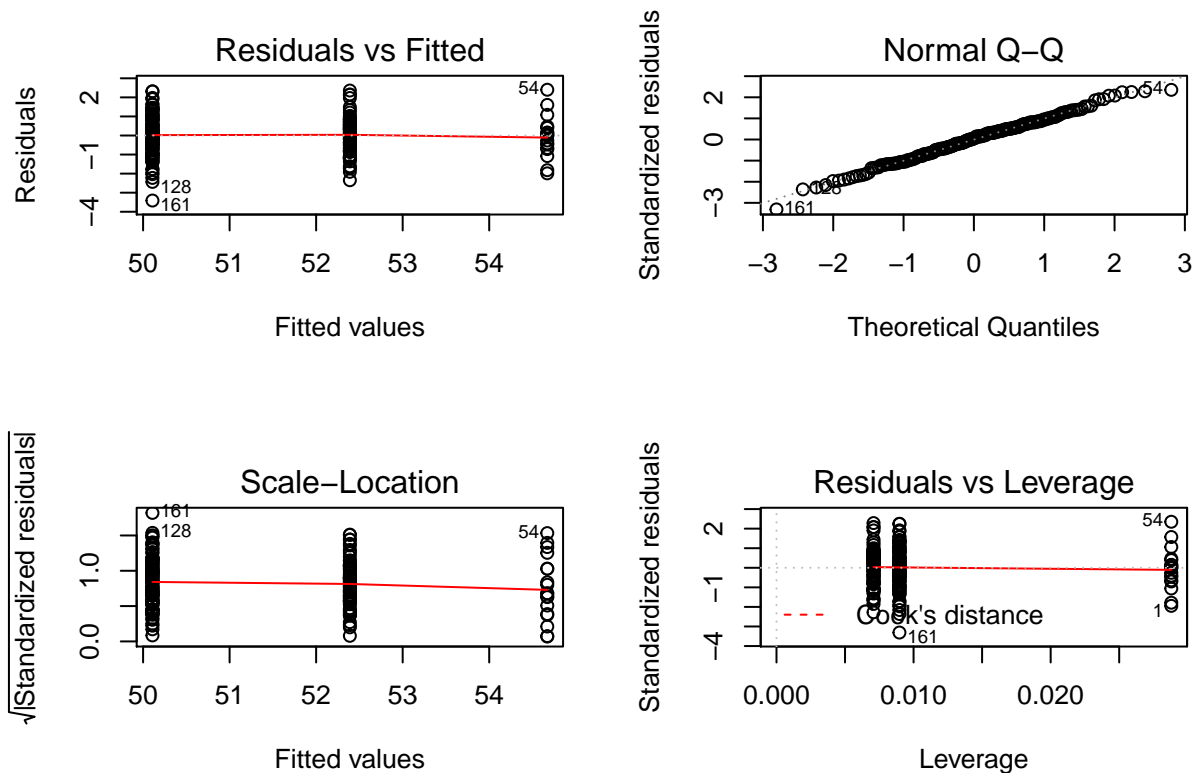 Residuals vs Fitted
Residuals
2
−1
−4
54
128
161
50 51 52 53 54
Fitted values
Normal Q−Q
Standardized residuals
2
0
−3
54
128
161
−3 −2 −1 0 1 2 3
Theoretical Quantiles
Scale−Location
√|Standardized residuals|
1.0
0.0
161
128
54
50 51 52 53 54
Fitted values
Residuals vs Leverage
Standardized residuals
2
−1
−4
54
1
Cook's distance
161
0.000 0.010 0.020
Leverage